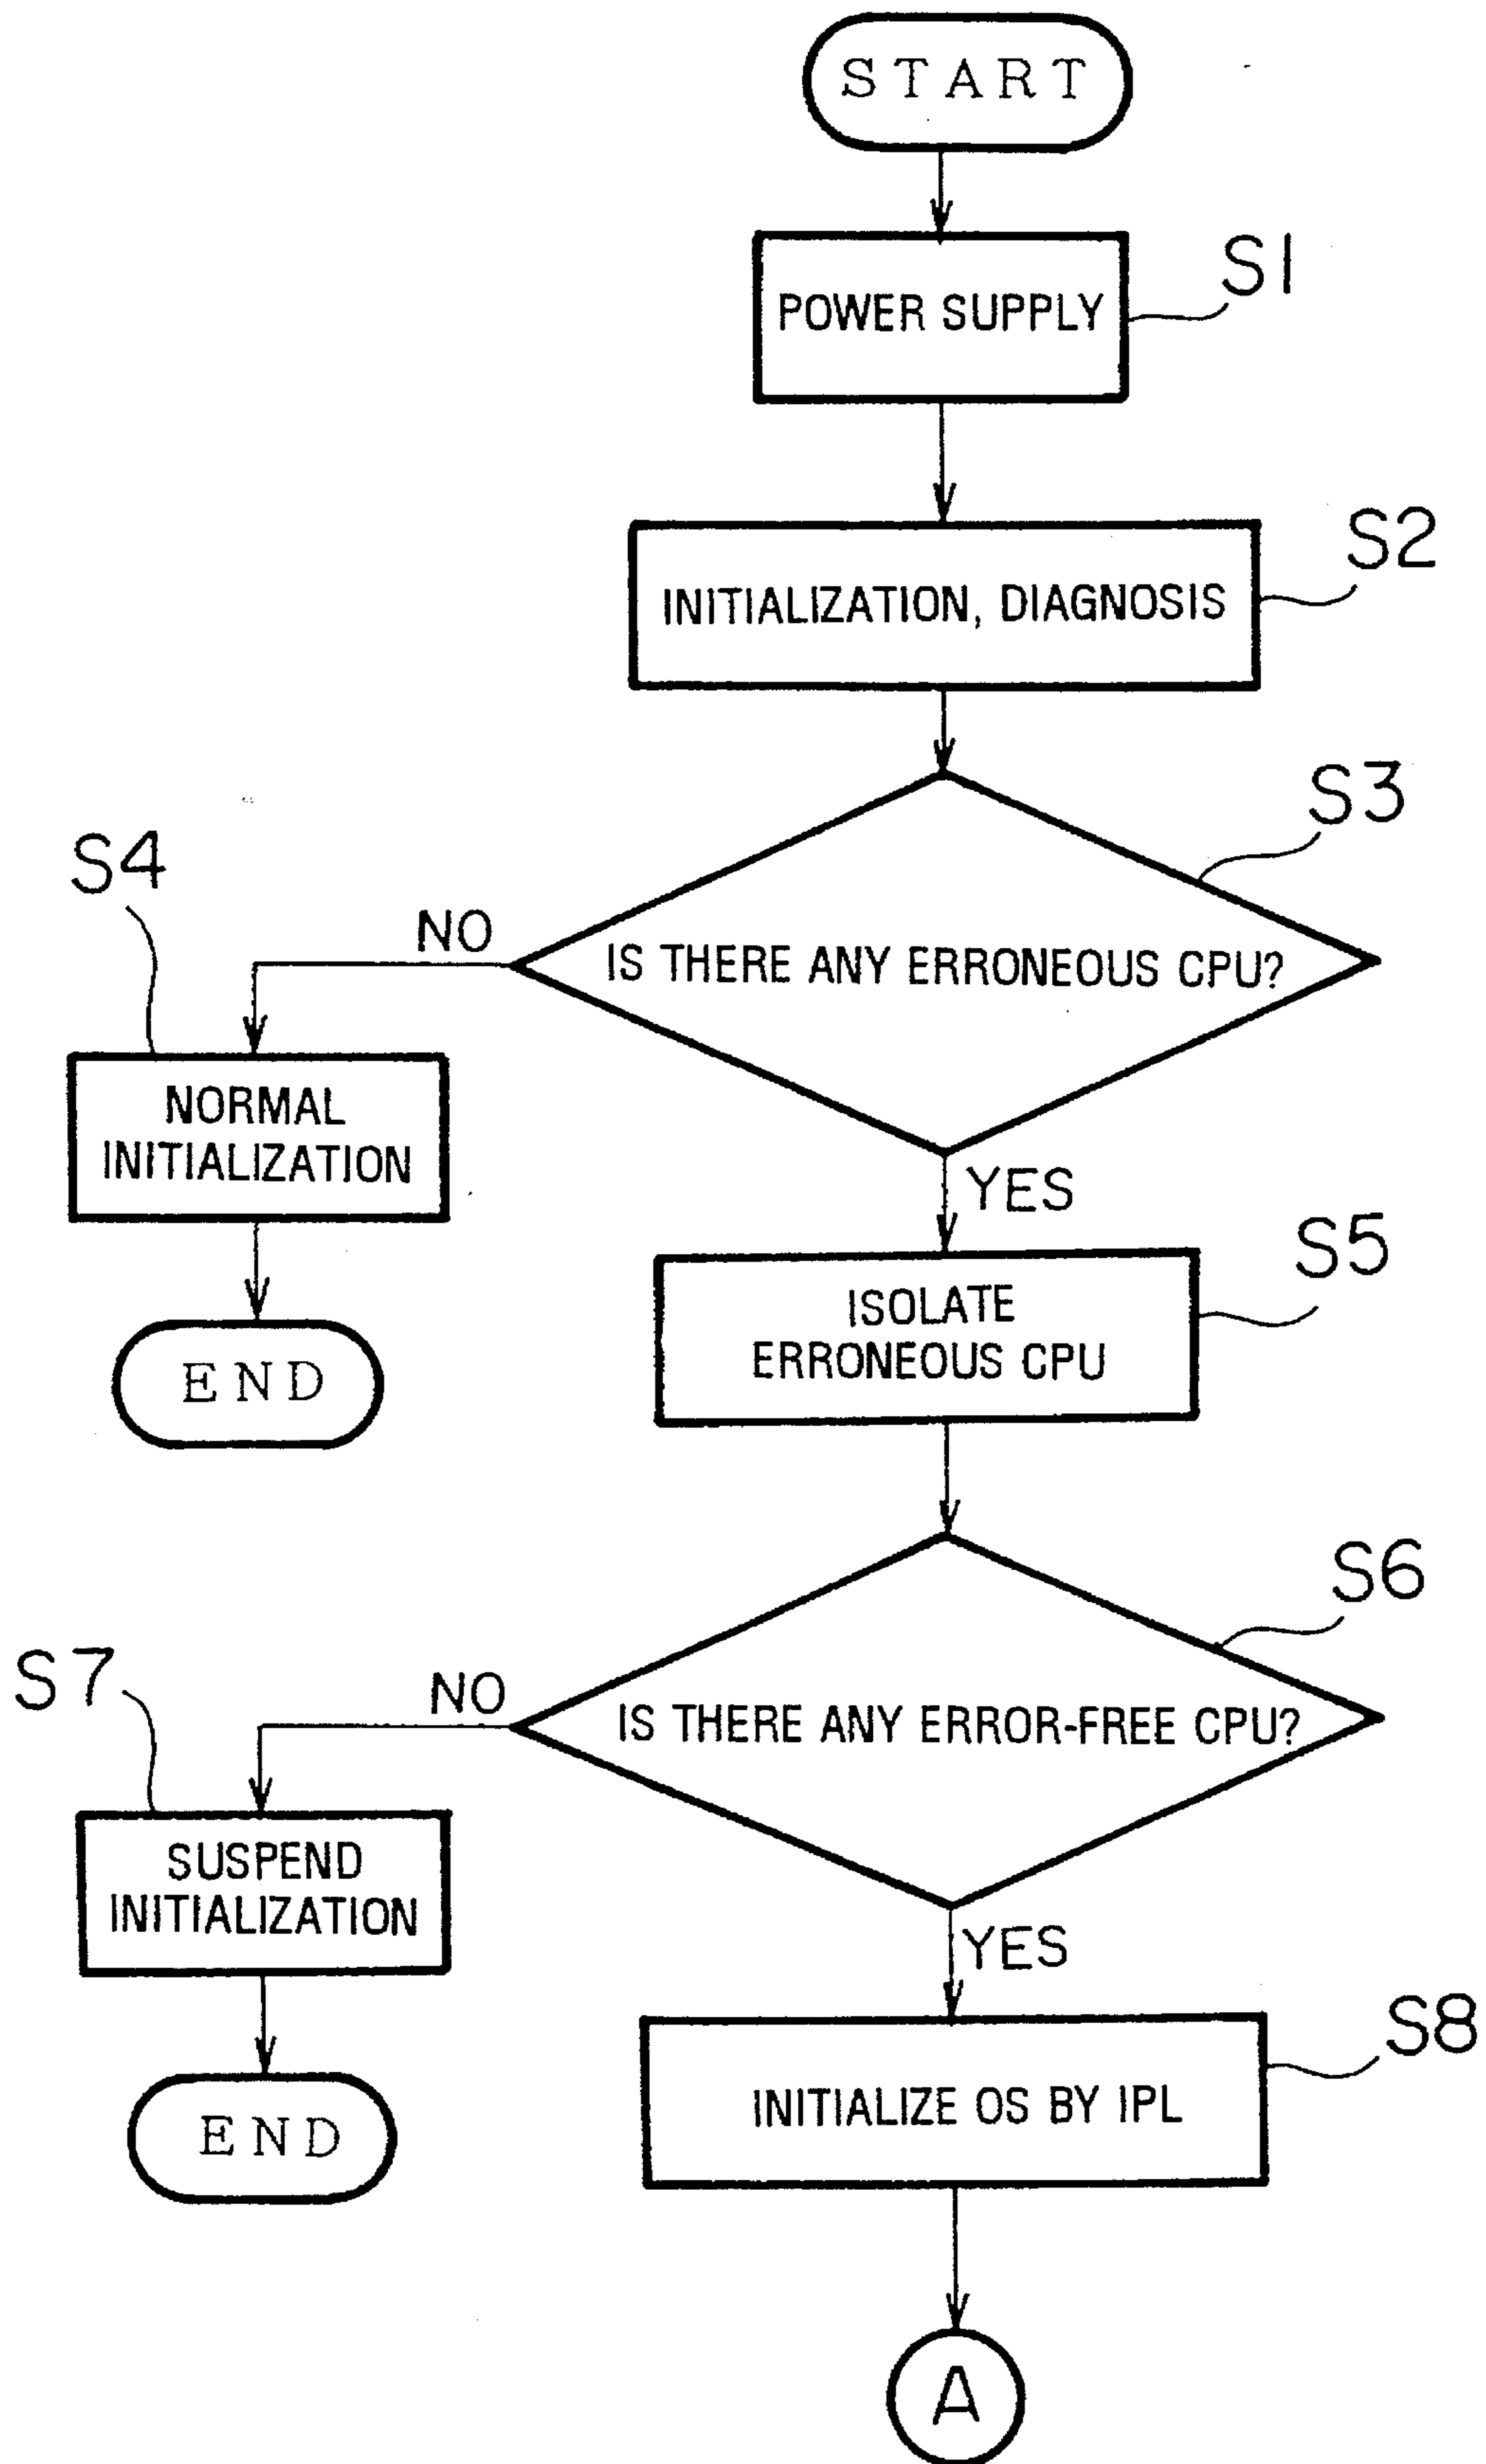 START
S1
POWER SUPPLY
S2
INITIALIZATION, DIAGNOSIS
S3
IS THERE ANY ERRONEOUS CPU?
NO
S4
NORMAL
INITIALIZATION
END
YES
S5
ISOLATE
ERRONEOUS CPU
S6
IS THERE ANY ERROR-FREE CPU?
NO
S7
SUSPEND
INITIALIZATION
END
YES
S8
INITIALIZE OS BY IPL
A